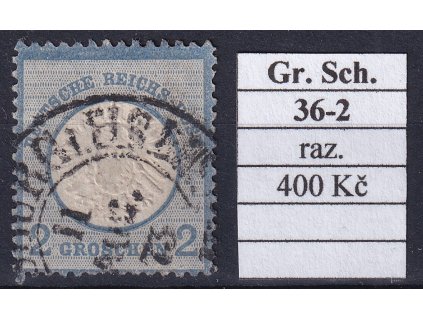 DEUTSCHE REICHS
2 GROSCHEN 2
Gr. Sch.
36-2
raz.
400 Kč